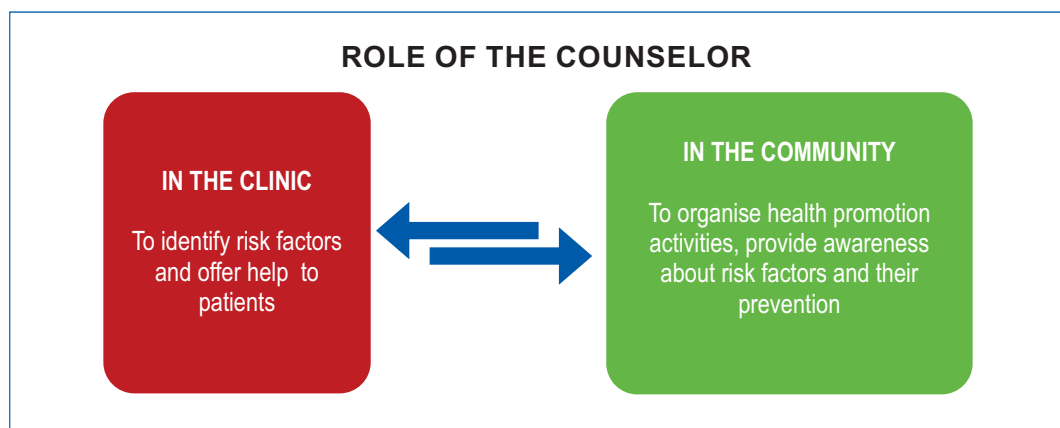 ROLE OF THE COUNSELOR
IN THE CLINIC
To identify risk factors
and offer help to
patients
IN THE COMMUNITY
To organise health promotion
activities, provide awareness
about risk factors and their
prevention